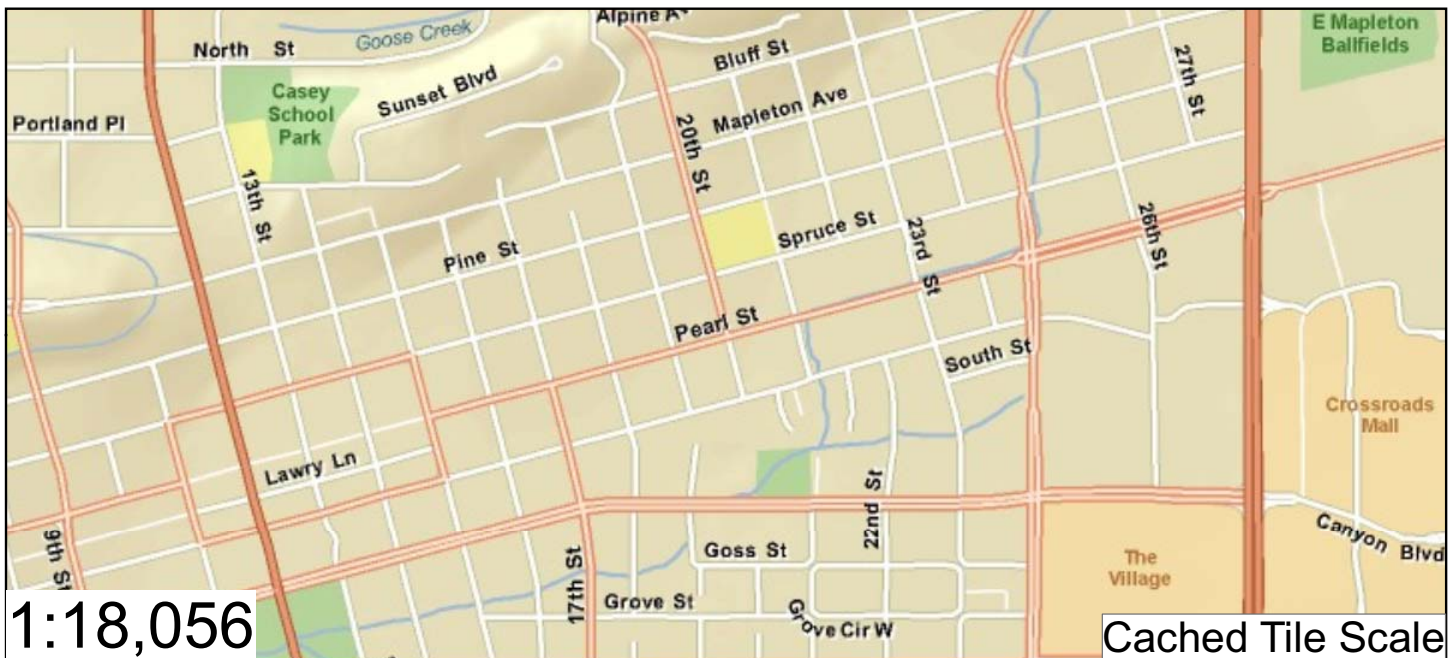 Alpine Av
North St
Goose Creek
E Mapleton
Ballfields
Bluff St
27th St
Sunset Blvd
Casey
School
Park
Mapleton Ave
Portland Pl
20th St
13th St
Spruce St
23rd St
26th St
Pine St
Pearl St
South St
Crossroads
Mall
Lawry Ln
22nd St
Canyon Blvd
9th St
17th St
Goss St
The
Village
Grove St
Grove Cir W
1:18,056
Cached Tile Scale